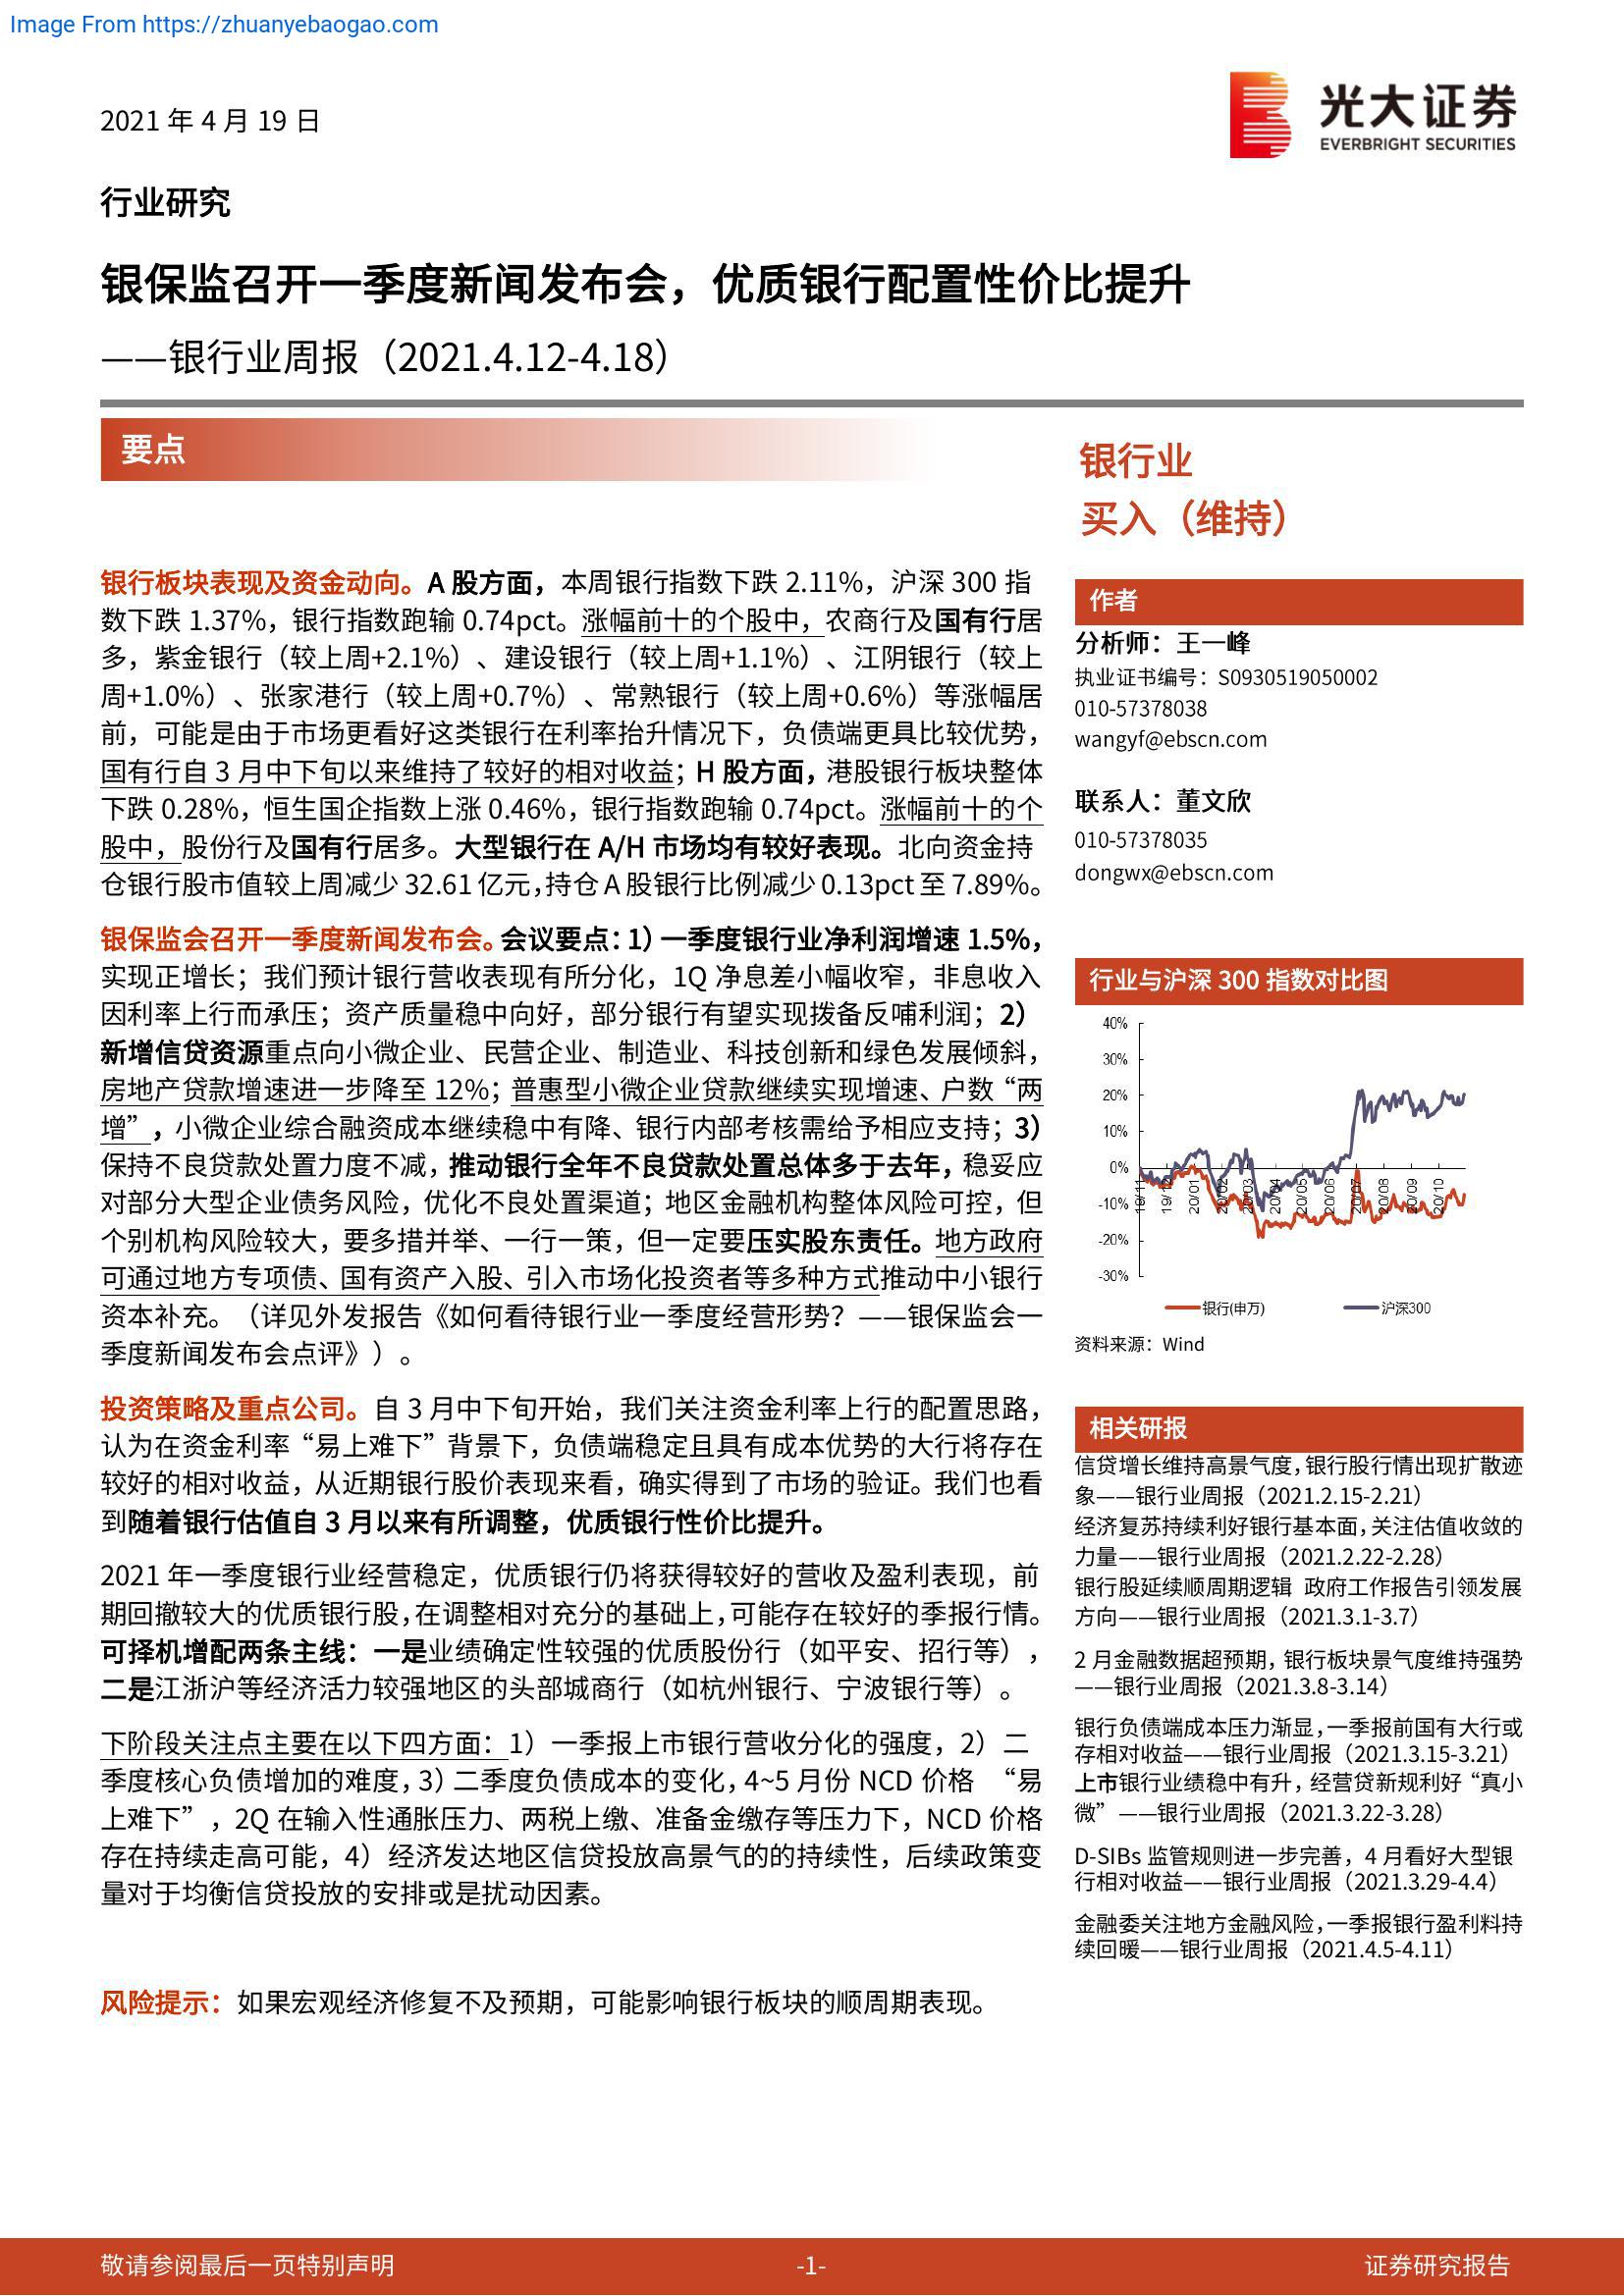 Image From https://zhuanyebaogao.com
2021 年 4 月 19 日
光大证券
EVERBRIGHT SECURITIES
行业研究
银保监召开一季度新闻发布会，优质银行配置性价比提升
——银行业周报（2021.4.12-4.18）
要点
银行板块表现及资金动向。A 股方面，本周银行指数下跌 2.11%，沪深 300 指
数下跌 1.37%，银行指数跑输 0.74pct。涨幅前十的个股中，农商行及国有行居
多，紫金银行（较上周+2.1%）、建设银行（较上周+1.1%）、江阴银行（较上
周+1.0%）、张家港行（较上周+0.7%）、常熟银行（较上周+0.6%）等涨幅居
前，可能是由于市场更看好这类银行在利率抬升情况下，负债端更具比较优势，
国有行自 3 月中下旬以来维持了较好的相对收益；H 股方面，港股银行板块整体
下跌 0.28%，恒生国企指数上涨 0.46%，银行指数跑输 0.74pct。涨幅前十的个
股中，股份行及国有行居多。大型银行在 A/H 市场均有较好表现。北向资金持
仓银行股市值较上周减少 32.61 亿元，持仓 A 股银行比例减少 0.13pct 至 7.89%。
银保监会召开一季度新闻发布会。会议要点：1）一季度银行业净利润增速 1.5%，
实现正增长；我们预计银行营收表现有所分化，1Q 净息差小幅收窄，非息收入
因利率上行而承压；资产质量稳中向好，部分银行有望实现拨备反哺利润；2）
新增信贷资源重点向小微企业、民营企业、制造业、科技创新和绿色发展倾斜，
房地产贷款增速进一步降至 12%；普惠型小微企业贷款继续实现增速、户数“两
增”，小微企业综合融资成本继续稳中有降、银行内部考核需给予相应支持；3）
保持不良贷款处置力度不减，推动银行全年不良贷款处置总体多于去年，稳妥应
对部分大型企业债务风险，优化不良处置渠道；地区金融机构整体风险可控，但
个别机构风险较大，要多措并举、一行一策，但一定要压实股东责任。地方政府
可通过地方专项债、国有资产入股、引入市场化投资者等多种方式推动中小银行
资本补充。（详见外发报告《如何看待银行业一季度经营形势？——银保监会一
季度新闻发布会点评》）。
投资策略及重点公司。自 3 月中下旬开始，我们关注资金利率上行的配置思路，
认为在资金利率“易上难下”背景下，负债端稳定且具有成本优势的大行将存在
较好的相对收益，从近期银行股价表现来看，确实得到了市场的验证。我们也看
到随着银行估值自 3 月以来有所调整，优质银行性价比提升。
2021 年一季度银行业经营稳定，优质银行仍将获得较好的营收及盈利表现，前
期回撤较大的优质银行股，在调整相对充分的基础上，可能存在较好的季报行情。
可择机增配两条主线：一是业绩确定性较强的优质股份行（如平安、招行等），
二是江浙沪等经济活力较强地区的头部城商行（如杭州银行、宁波银行等）。
下阶段关注点主要在以下四方面：1）一季报上市银行营收分化的强度，2）二
季度核心负债增加的难度，3）二季度负债成本的变化，4~5 月份 NCD 价格 “易
上难下”，2Q 在输入性通胀压力、两税上缴、准备金缴存等压力下，NCD 价格
存在持续走高可能，4）经济发达地区信贷投放高景气的的持续性，后续政策变
量对于均衡信贷投放的安排或是扰动因素。
风险提示：如果宏观经济修复不及预期，可能影响银行板块的顺周期表现。
银行业
买入（维持）
作者
分析师：王一峰
执业证书编号：S0930519050002
010-57378038
wangyf@ebscn.com
联系人：董文欣
010-57378035
dongwx@ebscn.com
行业与沪深 300 指数对比图
40%
30%
20%
10%
0%
-10%
-20%
-30%
19/11
19/12
20/01
20/02
20/03
20/04
20/05
20/06
20/07
20/08
20/09
20/10
银行(申万)
沪深300
资料来源：Wind
相关研报
信贷增长维持高景气度，银行股行情出现扩散迹
象——银行业周报（2021.2.15-2.21）
经济复苏持续利好银行基本面，关注估值收敛的
力量——银行业周报（2021.2.22-2.28）
银行股延续顺周期逻辑 政府工作报告引领发展
方向——银行业周报（2021.3.1-3.7）
2 月金融数据超预期，银行板块景气度维持强势
——银行业周报（2021.3.8-3.14）
银行负债端成本压力渐显，一季报前国有大行或
存相对收益——银行业周报（2021.3.15-3.21）
上市银行业绩稳中有升，经营贷新规利好“真小
微”——银行业周报（2021.3.22-3.28）
D-SIBs 监管规则进一步完善，4 月看好大型银
行相对收益——银行业周报（2021.3.29-4.4）
金融委关注地方金融风险，一季报银行盈利料持
续回暖——银行业周报（2021.4.5-4.11）
敬请参阅最后一页特别声明
-1-
证券研究报告